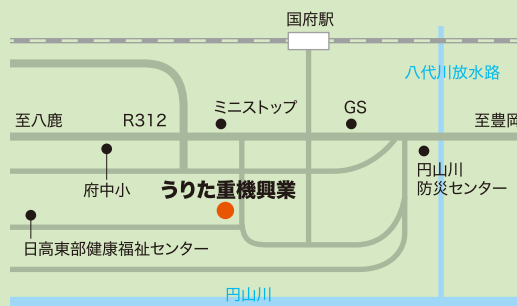 国府駅
八代川放水路
ミニストップ
GS
至八鹿
R312
至豊岡
府中小
うりた重機興業
円山川
防災センター
日高東部健康福祉センター
円山川